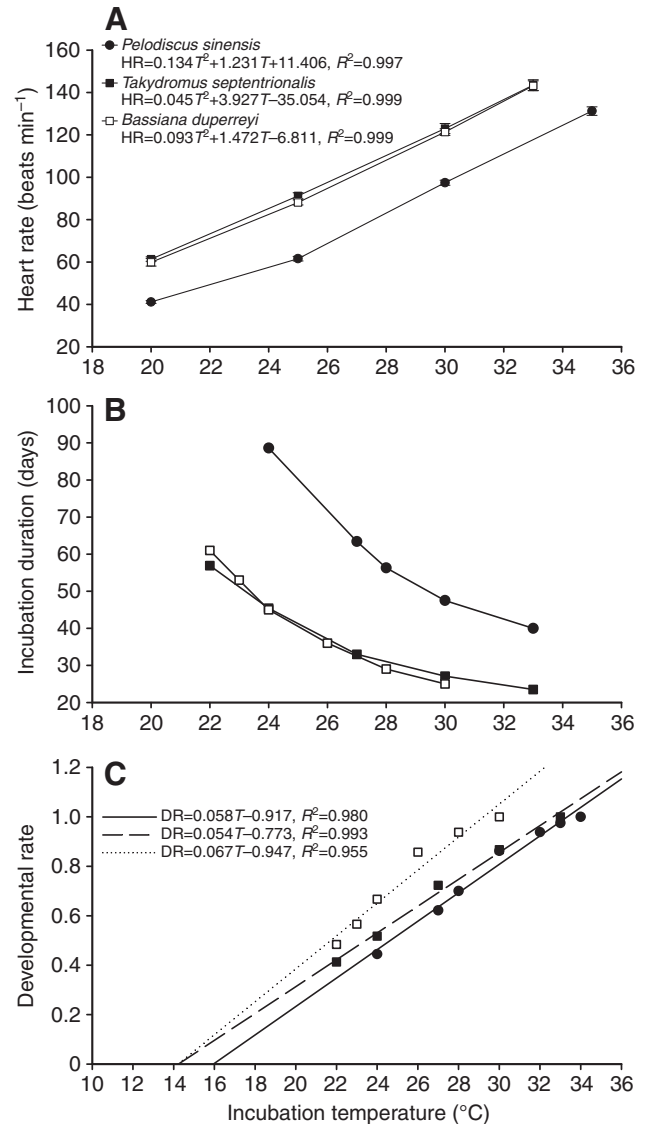 A
Pelodiscus sinensis
HR=0.134T²+1.231T+11.406, R²=0.997
Takydromus septentrionalis
HR=0.045T²+3.927T–35.054, R²=0.999
Bassiana duperreyi
HR=0.093T²+1.472T–6.811, R²=0.999
Heart rate (beats min⁻¹)
160
140
120
100
80
60
40
20
18 20 22 24 26 28 30 32 34 36
B
Incubation duration (days)
100
90
80
70
60
50
40
30
20
18 20 22 24 26 28 30 32 34 36
C
DR=0.058T–0.917, R²=0.980
DR=0.054T–0.773, R²=0.993
DR=0.067T–0.947, R²=0.955
Developmental rate
1.2
1.0
0.8
0.6
0.4
0.2
0
10 12 14 16 18 20 22 24 26 28 30 32 34 36
Incubation temperature (°C)